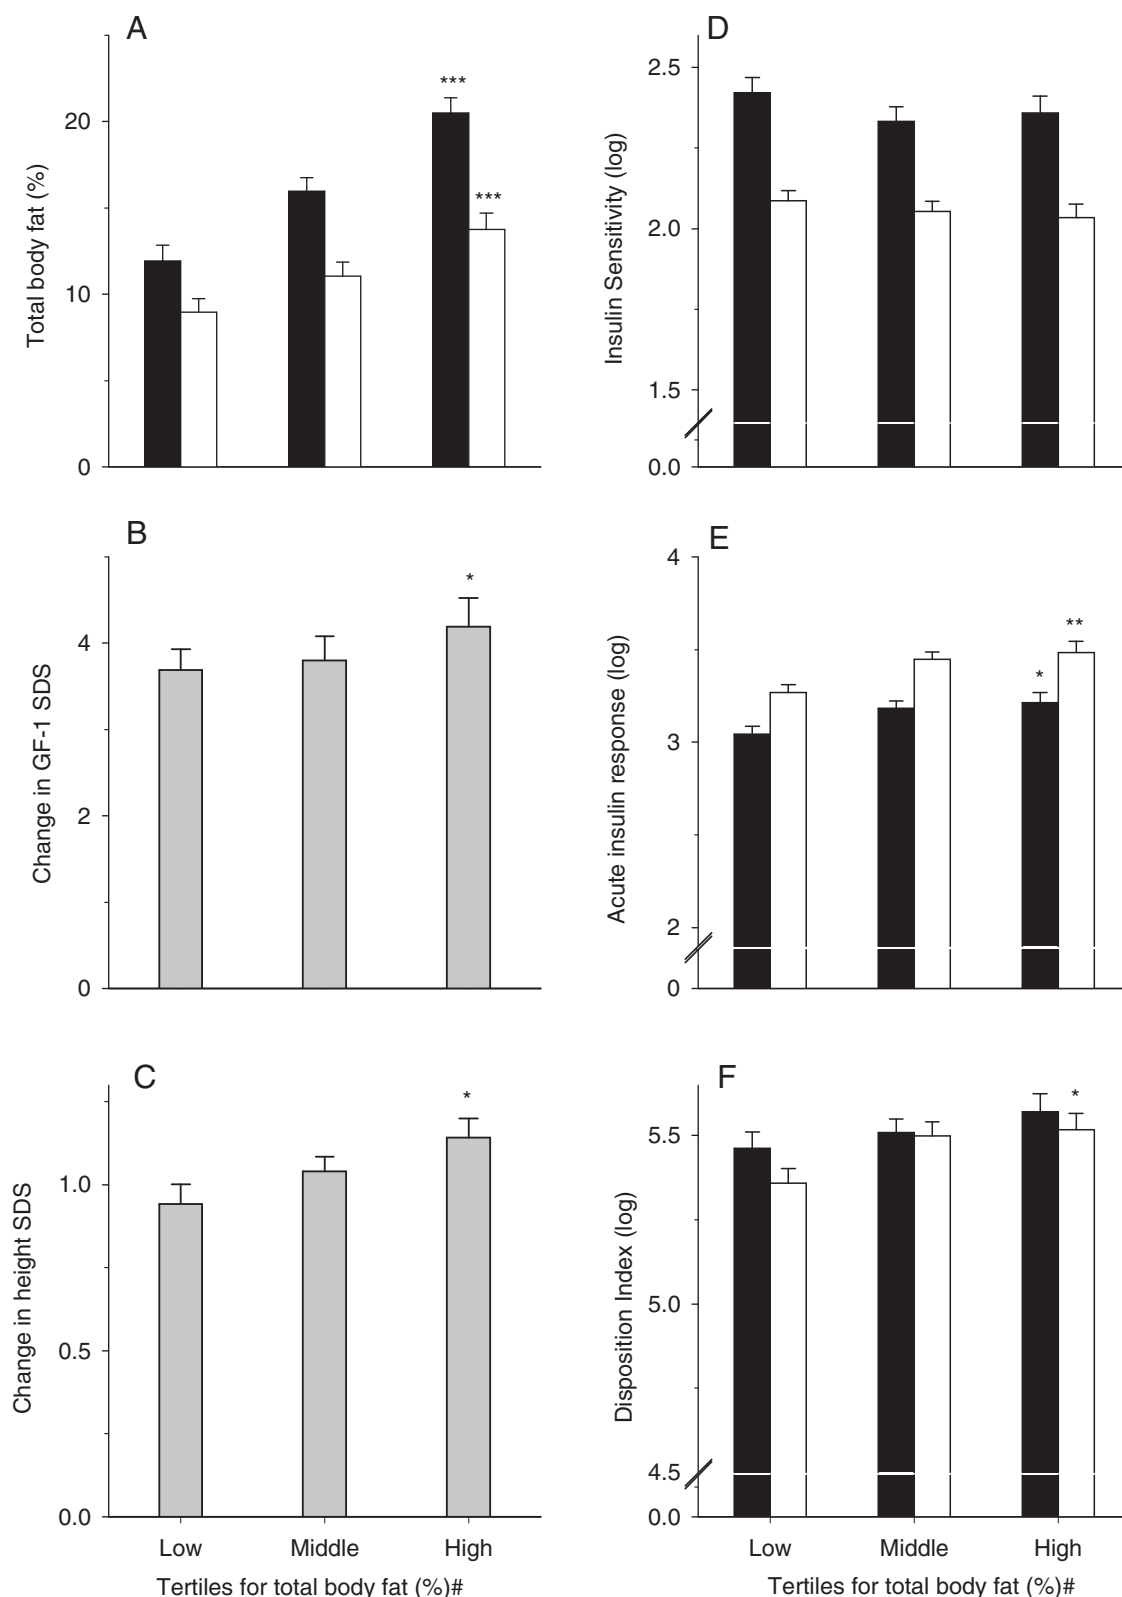 A
Total body fat (%)
20
10
0
***
***
B
Change in GF-1 SDS
4
2
0
*
C
Change in height SDS
1.0
0.5
0.0
*
Low Middle High
Tertiles for total body fat (%)#
D
Insulin Sensitivity (log)
2.5
2.0
1.5
0.0
E
Acute insulin response (log)
4
3
2
0
*
**
F
Disposition Index (log)
5.5
5.0
4.5
0.0
*
Low Middle High
Tertiles for total body fat (%)#